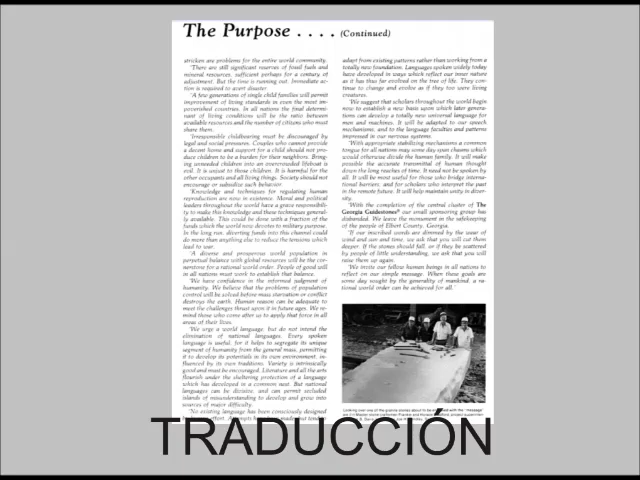 The Purpose . . . . (Continued)
stricken are problems for the entire world community.
"There are still significant reserves of fossil fuels and
mineral resources, sufficient perhaps for a century of
adjustment. But the time is running out. Immediate ac-
tion is required to avert disaster.
"A few generations of single child families will permit
improvement of living standards in even the most im-
poverished countries. In all nations the final determi-
nant of living conditions will be the ratio between
available resources and the number of citizens who must
share them.
"Irresponsible childbearing must be discouraged by
legal and social pressures. Couples who cannot provide
a decent home and support for a child should not pro-
duce children to be a burden for their neighbors. Bring-
ing unneeded children into an overcrowded lifeboat is
evil. It is unjust to those children. It is harmful for the
other occupants and all living things. Society should not
encourage or subsidize such behavior.
"Knowledge and techniques for regulating human
reproduction are now in existence. Moral and political
leaders throughout the world have a grave responsibili-
ty to make this knowledge and these techniques general-
ly available. This could be done with a fraction of the
funds which the world now devotes to military purpose.
In the long run, diverting funds into this channel could
do more than anything else to reduce the tensions which
lead to war.
"A diverse and prosperous world population in
perpetual balance with global resources will be the cor-
nerstone for a rational world order. People of good will
in all nations must work to establish that balance.
"We have confidence in the informed judgment of
humanity. We believe that the problems of population
control will be solved before mass starvation or conflict
destroys the earth. Human reason can be adequate to
meet the challenges thrust upon it in future ages. We re-
mind those who come after us to apply that force in all
areas of their lives.
"We urge a world language, but do not intend the
elimination of national languages. Every spoken
language is useful, for it helps to segregate its unique
segment of humanity from the general mass, permitting
it to develop its potentials in its own environment, in-
fluenced by its own traditions. Variety is intrinsically
good and must be encouraged. Literature and all the arts
flourish under the sheltering protection of a language
which has developed in a common nest. But national
languages can be divisive, and can permit secluded
islands of misunderstanding to develop and grow into
sources of major difficulty.
"No existing language has been consciously designed
adapt from existing patterns rather than working from a
totally new foundation. Languages spoken widely today
have developed in ways which reflect our inner nature
as it has thus far evolved on the tree of life. They con-
tinue to change and evolve as if they too were living
creatures.
"We suggest that scholars throughout the world begin
now to establish a new basis upon which later genera-
tions can develop a totally new universal language for
men and machines. It will be adapted to our speech
mechanisms, and to the language faculties and patterns
impressed in our nervous systems.
"With appropriate stabilizing mechanisms a common
tongue for all nations may some day span chasms which
would otherwise divide the human family. It will make
possible the accurate transmittal of human thought
down the long reaches of time. It need not be spoken by
all. It will be most useful for those who bridge interna-
tional barriers, and for scholars who interpret the past
in the remote future. It will help maintain unity in diver-
sity.
"With the completion of the central cluster of The
Georgia Guidestones® our small sponsoring group has
disbanded. We leave the monument in the safekeeping
of the people of Elbert County, Georgia.
"If our inscribed words are dimmed by the wear of
wind and sun and time, we ask that you will cut them
deeper. If the stones should fall, or if they be scattered
by people of little understanding, we ask that you will
raise them up again.
"We invite our fellow human beings in all nations to
reflect on our simple message. When these goals are
some day sought by the generality of mankind, a ra-
tional world order can be achieved for all."
Looking over one of the granite stones about to be with the "message"
TRADUCCIÓN